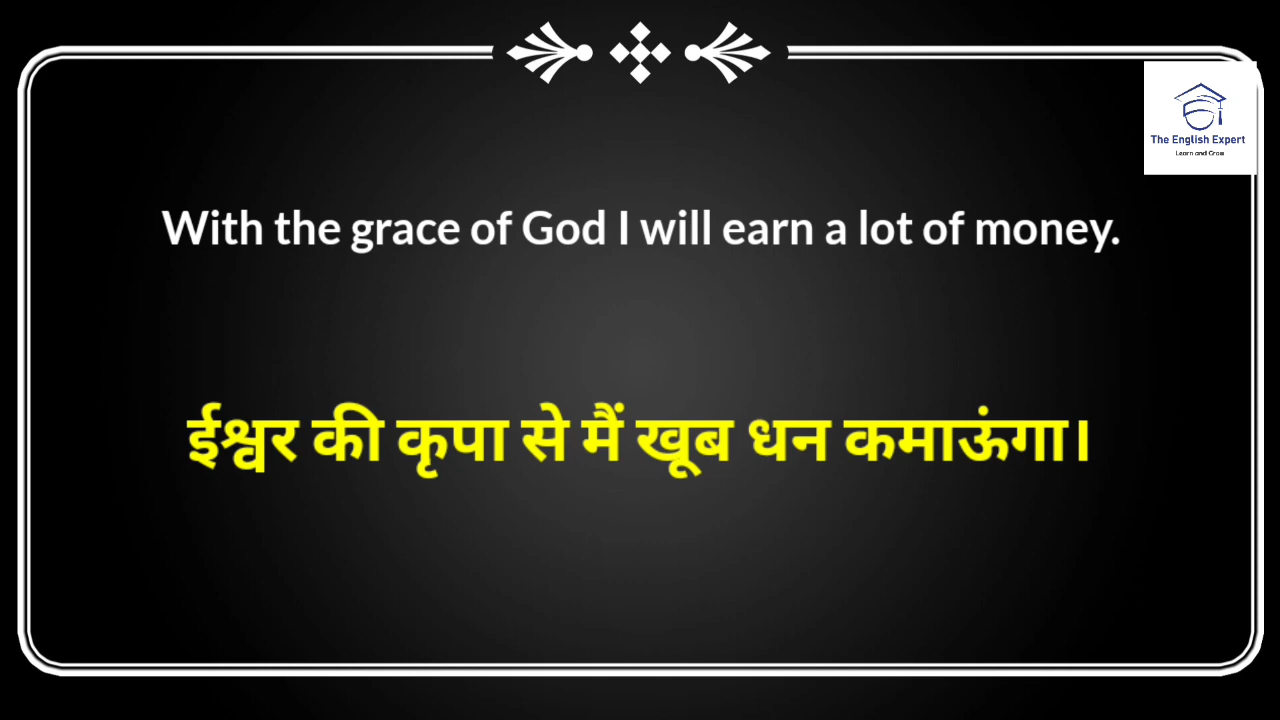 The English Expert
Learn and Grow
With the grace of God I will earn a lot of money.
ईश्वर की कृपा से मैं खूब धन कमाऊंगा।